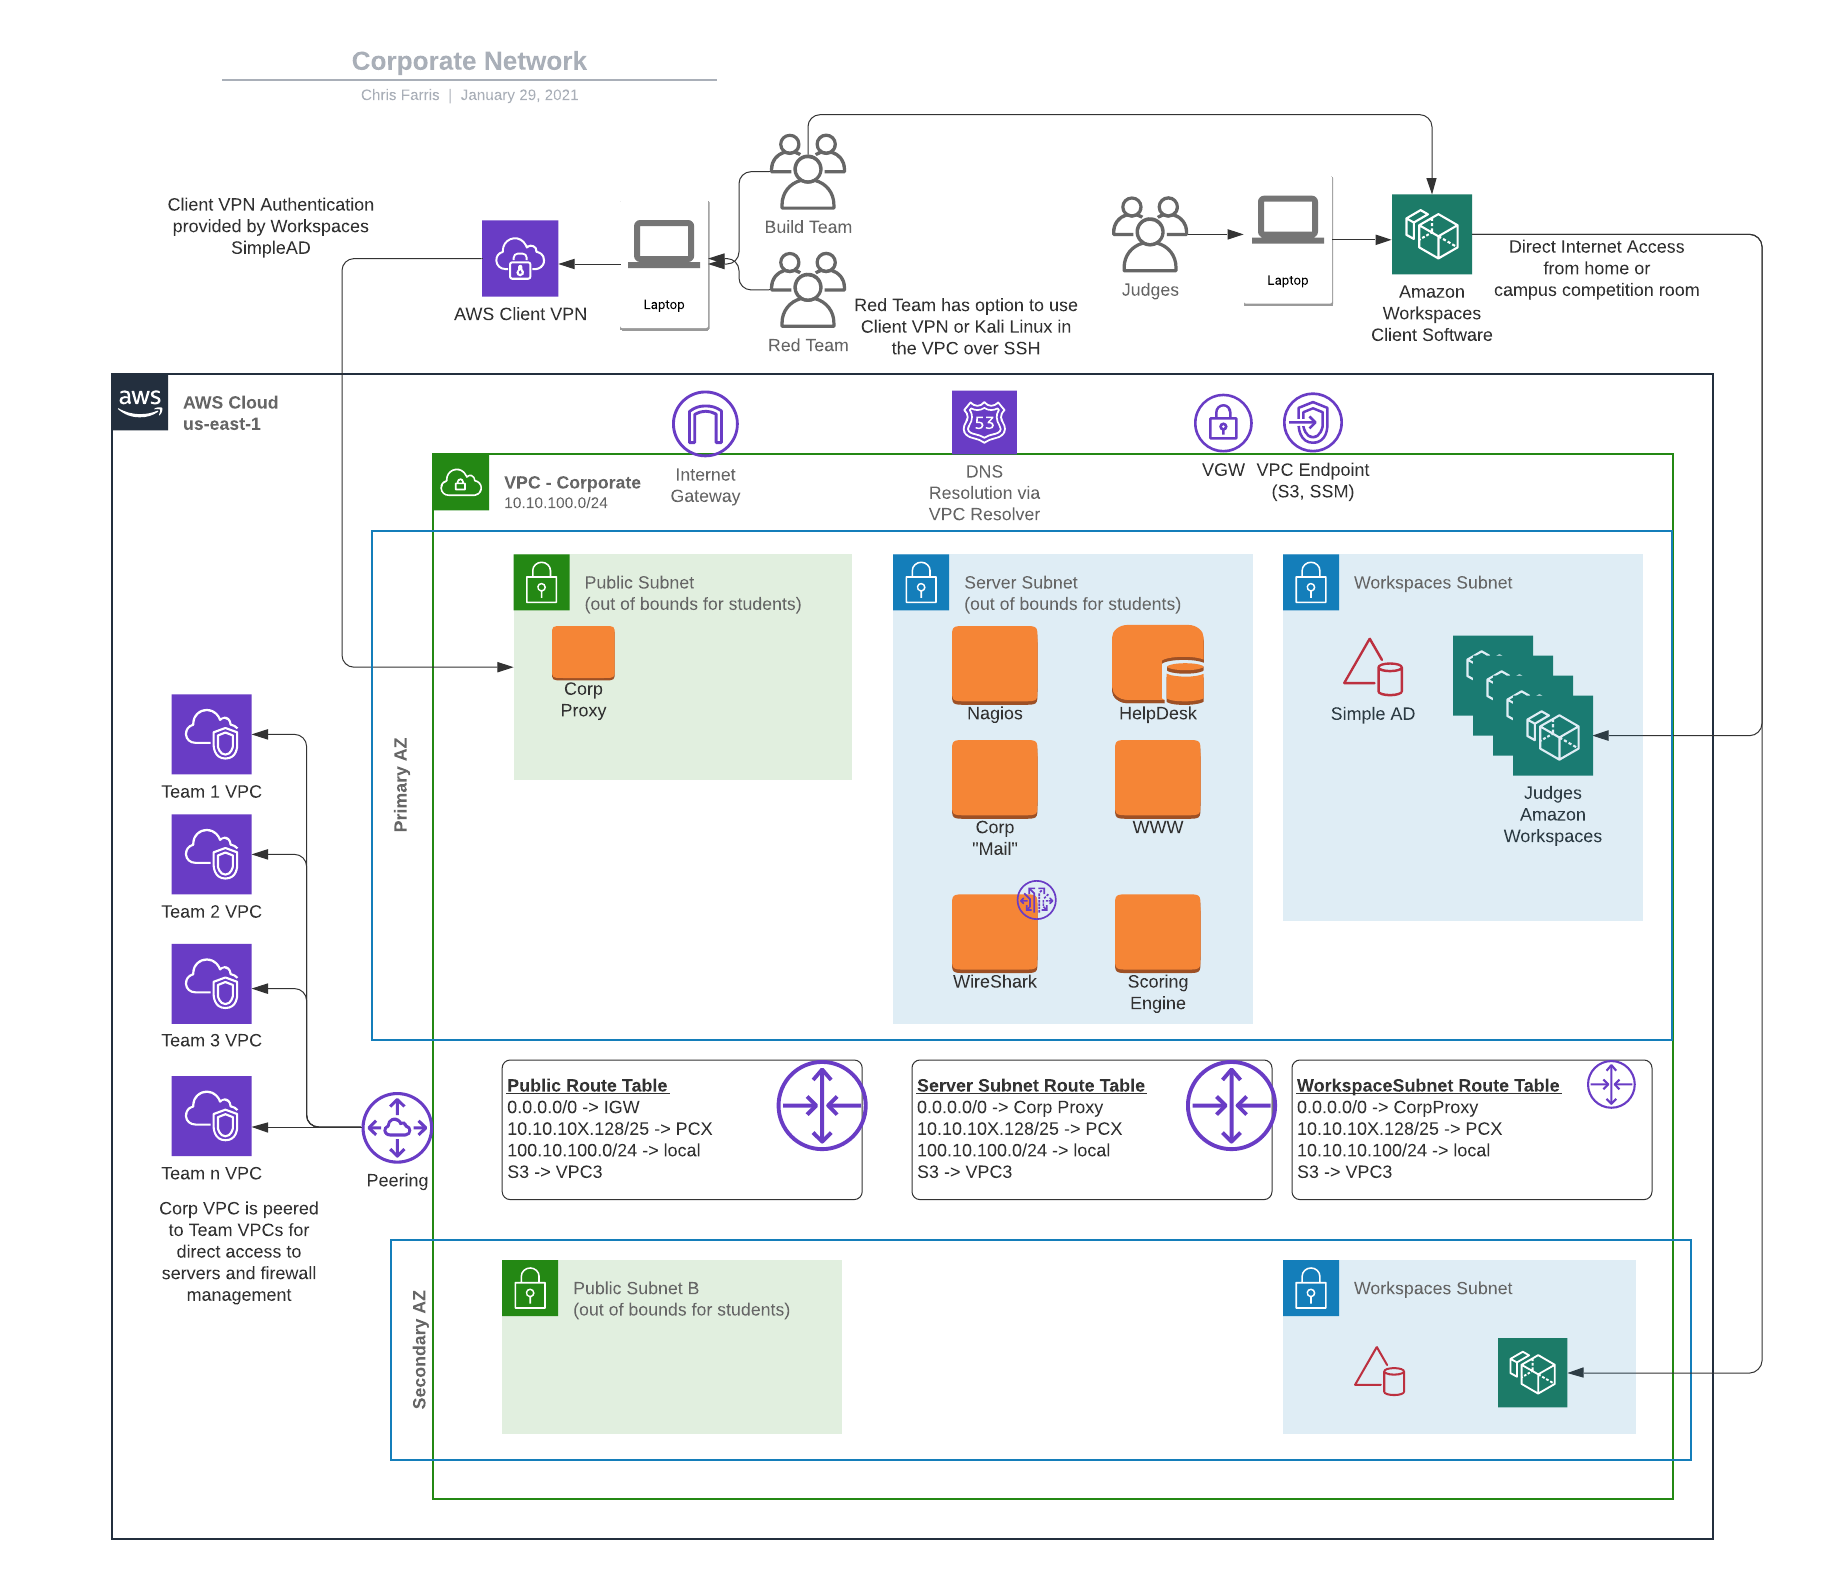 Corporate Network
Chris Farris | January 29, 2021
Client VPN Authentication
provided by Workspaces
SimpleAD
AWS Client VPN
Laptop
Build Team
Red Team
Red Team has option to use
Client VPN or Kali Linux in
the VPC over SSH
Judges
Laptop
Amazon
Workspaces
Client Software
Direct Internet Access
from home or
campus competition room
aws
AWS Cloud
us-east-1
Internet
Gateway
53
DNS
Resolution via
VPC Resolver
VGW
VPC Endpoint
(S3, SSM)
VPC - Corporate
10.10.100.0/24
Primary AZ
Public Subnet
(out of bounds for students)
Corp
Proxy
Server Subnet
(out of bounds for students)
Nagios
HelpDesk
Corp
"Mail"
WWW
WireShark
Scoring
Engine
Workspaces Subnet
Simple AD
Judges
Amazon
Workspaces
Team 1 VPC
Team 2 VPC
Team 3 VPC
Team n VPC
Peering
Corp VPC is peered
to Team VPCs for
direct access to
servers and firewall
management
Public Route Table
0.0.0.0/0 -> IGW
10.10.10X.128/25 -> PCX
100.10.100.0/24 -> local
S3 -> VPC3
Server Subnet Route Table
0.0.0.0/0 -> Corp Proxy
10.10.10X.128/25 -> PCX
100.10.100.0/24 -> local
S3 -> VPC3
WorkspaceSubnet Route Table
0.0.0.0/0 -> CorpProxy
10.10.10X.128/25 -> PCX
10.10.10.100/24 -> local
S3 -> VPC3
Secondary AZ
Public Subnet B
(out of bounds for students)
Workspaces Subnet